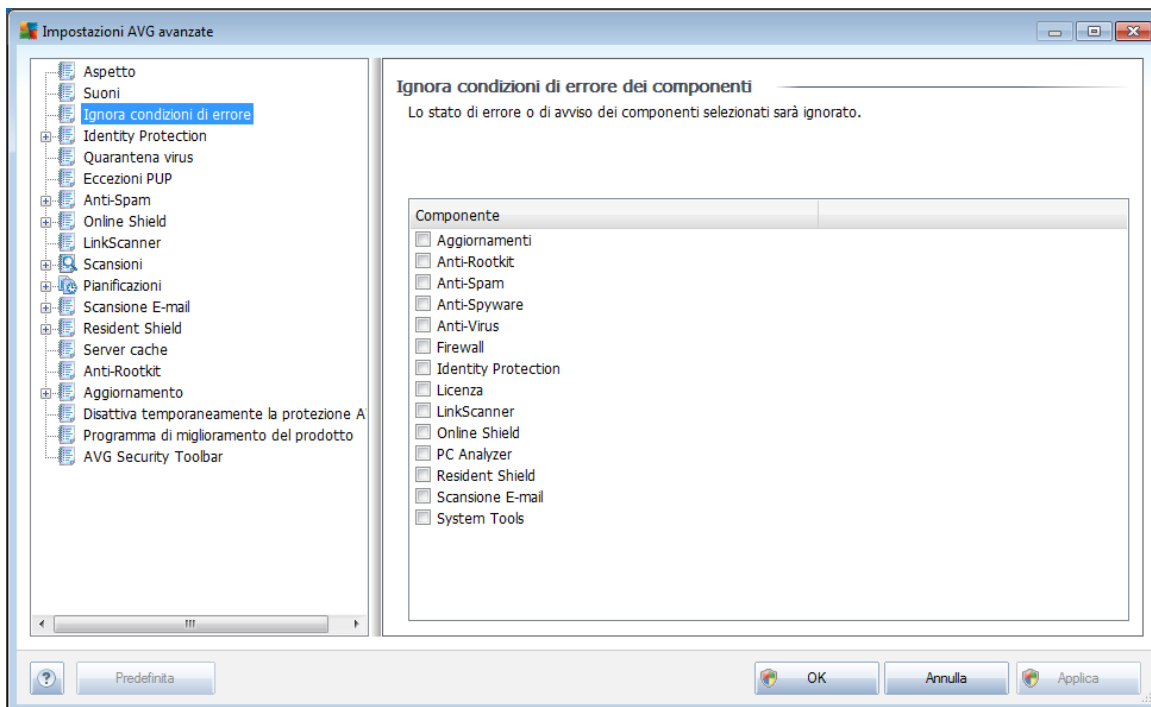 Impostazioni AVG avanzate
Aspetto
Suoni
Ignora condizioni di errore
Identity Protection
Quarantena virus
Eccezioni PUP
Anti-Spam
Online Shield
LinkScanner
Scansioni
Pianificazioni
Scansione E-mail
Resident Shield
Server cache
Anti-Rootkit
Aggiornamento
Disattiva temporaneamente la protezione A
Programma di miglioramento del prodotto
AVG Security Toolbar
Ignora condizioni di errore dei componenti
Lo stato di errore o di avviso dei componenti selezionati sarà ignorato.
Componente
Aggiornamenti
Anti-Rootkit
Anti-Spam
Anti-Spyware
Anti-Virus
Firewall
Identity Protection
Licenza
LinkScanner
Online Shield
PC Analyzer
Resident Shield
Scansione E-mail
System Tools
?
Predefinita
OK
Annulla
Applica